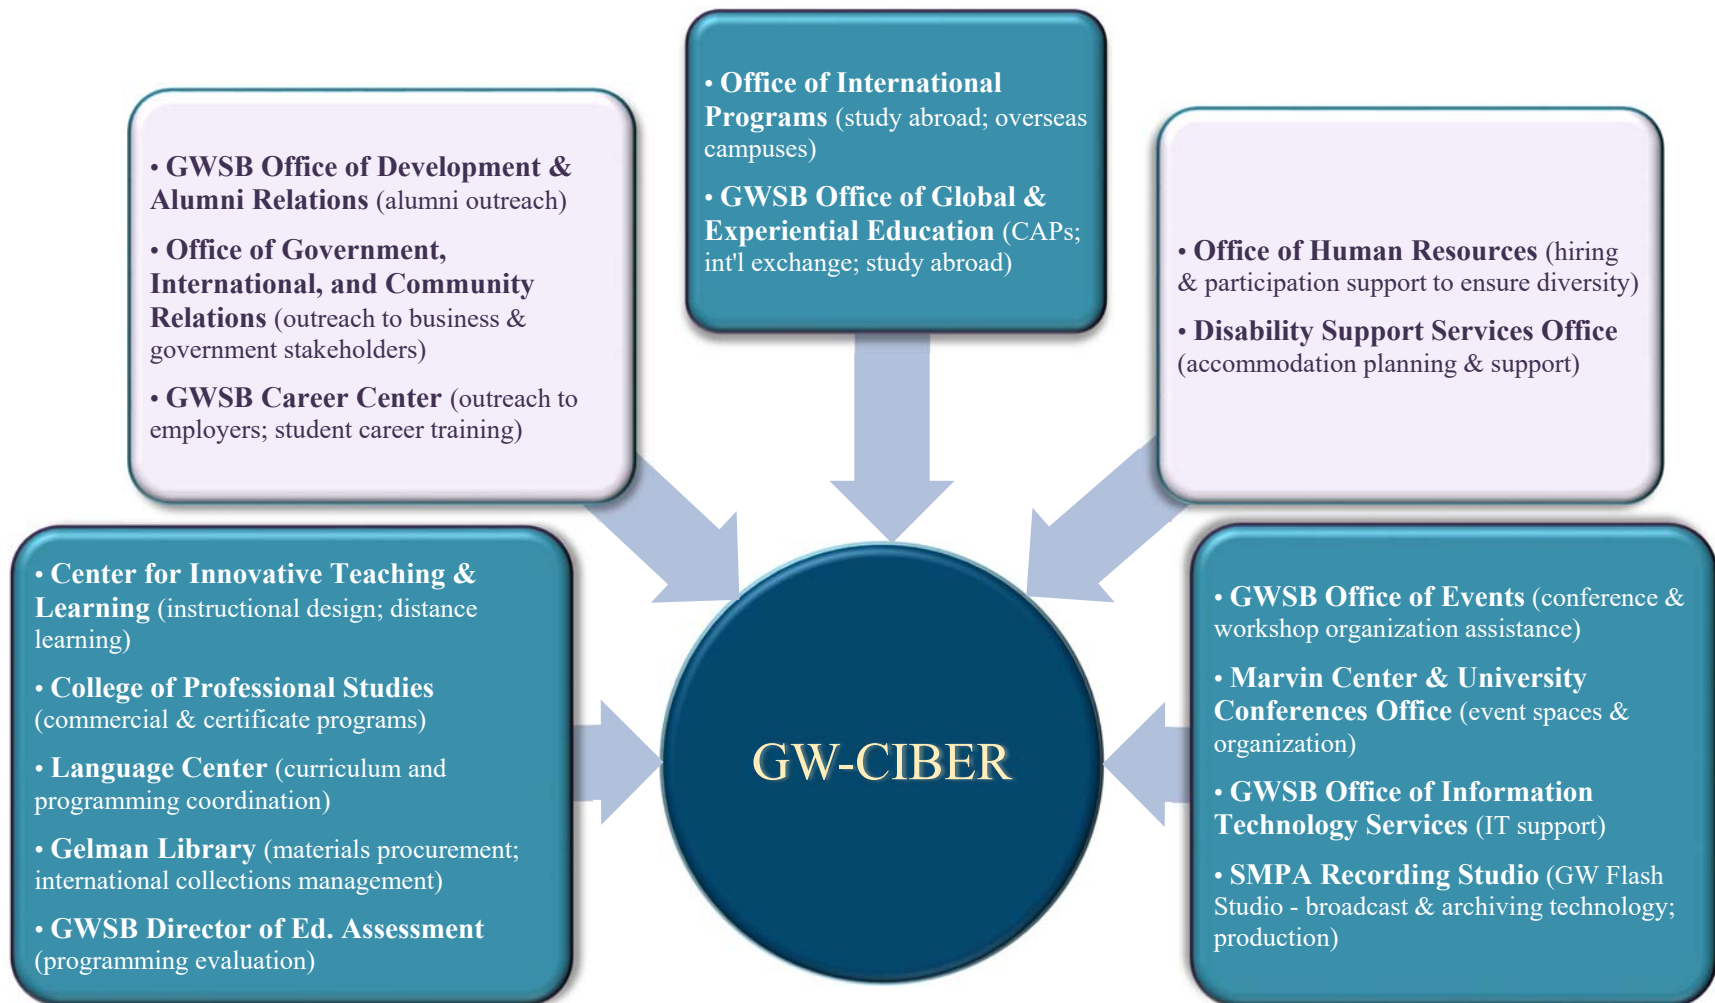 • Office of International
Programs (study abroad; overseas
campuses)
• GWSB Office of Global &
Experiential Education (CAPs;
int'l exchange; study abroad)
• GWSB Office of Development &
Alumni Relations (alumni outreach)
• Office of Government,
International, and Community
Relations (outreach to business &
government stakeholders)
• GWSB Career Center (outreach to
employers; student career training)
• Office of Human Resources (hiring
& participation support to ensure diversity)
• Disability Support Services Office
(accommodation planning & support)
• Center for Innovative Teaching &
Learning (instructional design; distance
learning)
• College of Professional Studies
(commercial & certificate programs)
• Language Center (curriculum and
programming coordination)
• Gelman Library (materials procurement;
international collections management)
• GWSB Director of Ed. Assessment
(programming evaluation)
GW-CIBER
• GWSB Office of Events (conference &
workshop organization assistance)
• Marvin Center & University
Conferences Office (event spaces &
organization)
• GWSB Office of Information
Technology Services (IT support)
• SMPA Recording Studio (GW Flash
Studio - broadcast & archiving technology;
production)